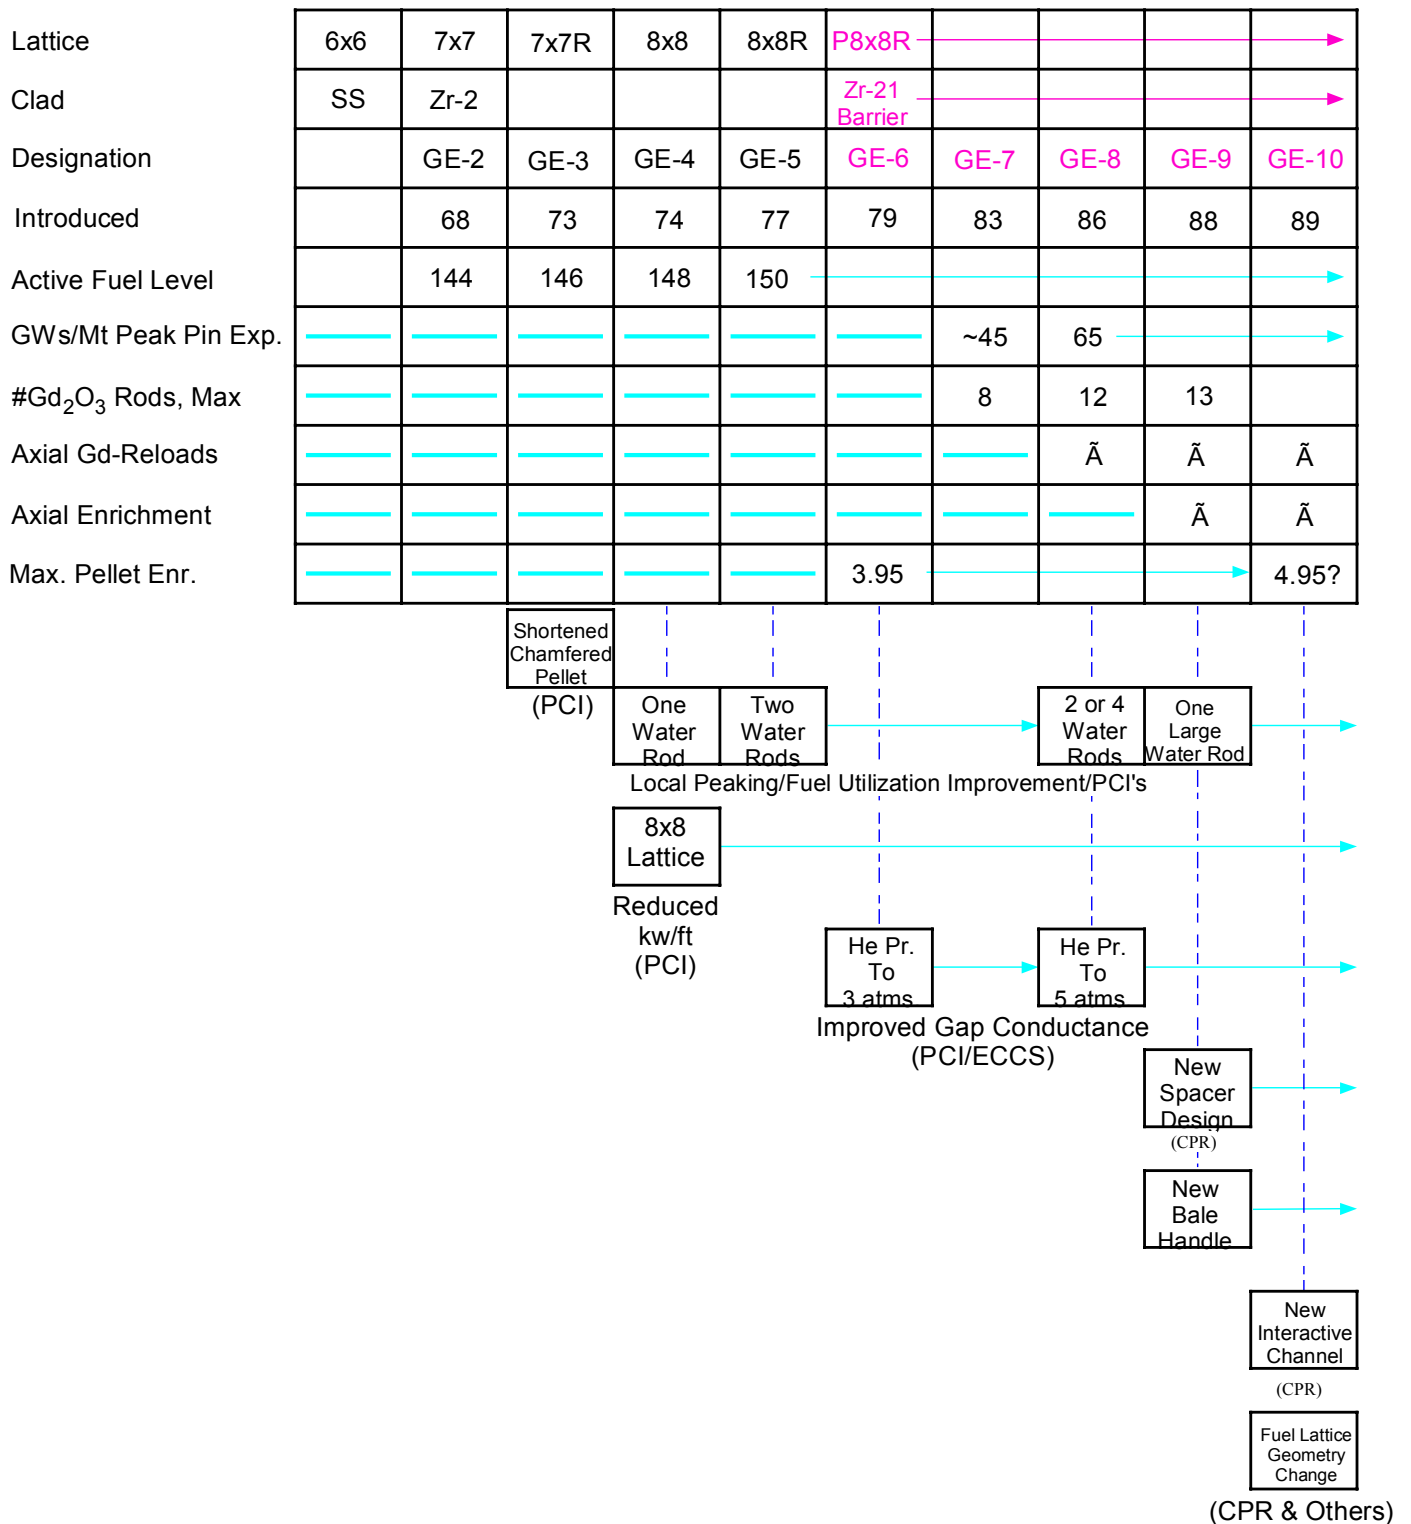 Lattice 6x6 7x7 7x7R 8x8 8x8R P8x8R
Clad SS Zr-2 Zr-21
Barrier
Designation GE-2 GE-3 GE-4 GE-5 GE-6 GE-7 GE-8 GE-9 GE-10
Introduced 68 73 74 77 79 83 86 88 89
Active Fuel Level 144 146 148 150
GWs/Mt Peak Pin Exp. ~45 65
#Gd₂O₃ Rods, Max 8 12 13
Axial Gd-Reloads Ã Ã Ã
Axial Enrichment Ã Ã
Max. Pellet Enr. 3.95 4.95?
Shortened
Chamfered
Pellet
(PCI)
One
Water
Rod
Two
Water
Rods
2 or 4
Water
Rods
One
Large
Water Rod
Local Peaking/Fuel Utilization Improvement/PCI's
8x8
Lattice
Reduced
kw/ft
(PCI)
He Pr.
To
3 atms
He Pr.
To
5 atms
Improved Gap Conductance
(PCI/ECCS)
New
Spacer
Design
(CPR)
New
Bale
Handle
New
Interactive
Channel
(CPR)
Fuel Lattice
Geometry
Change
(CPR & Others)